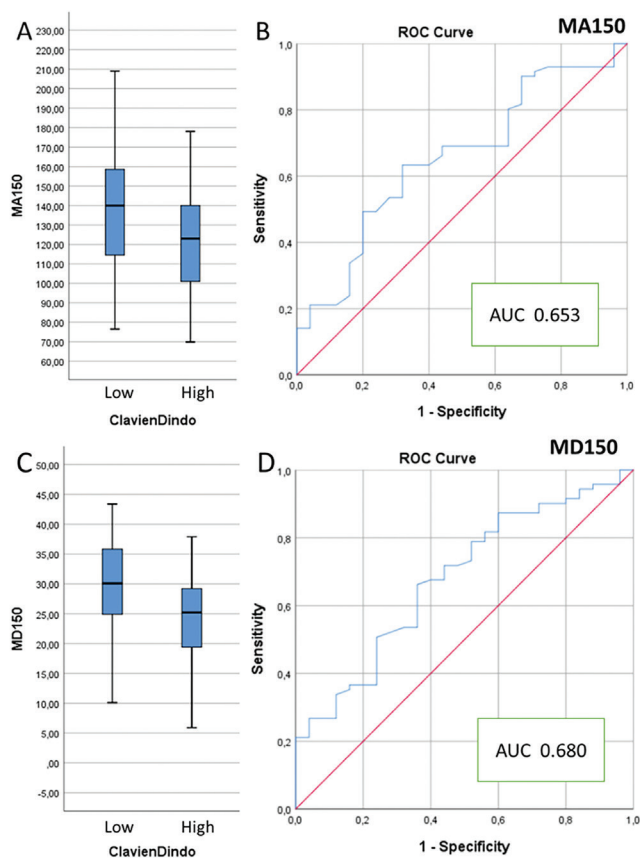 A
MA150
230,00
220,00
210,00
200,00
190,00
180,00
170,00
160,00
150,00
140,00
130,00
120,00
110,00
100,00
90,00
80,00
70,00
60,00
Low High
ClavienDindo
B
ROC Curve
MA150
Sensitivity
1,0
0,8
0,6
0,4
0,2
0,0
AUC 0.653
0,0 0,2 0,4 0,6 0,8 1,0
1 - Specificity
C
MD150
50,00
45,00
40,00
35,00
30,00
25,00
20,00
15,00
10,00
5,00
,00
-5,00
Low High
ClavienDindo
D
ROC Curve
MD150
Sensitivity
1,0
0,8
0,6
0,4
0,2
0,0
AUC 0.680
0,0 0,2 0,4 0,6 0,8 1,0
1 - Specificity